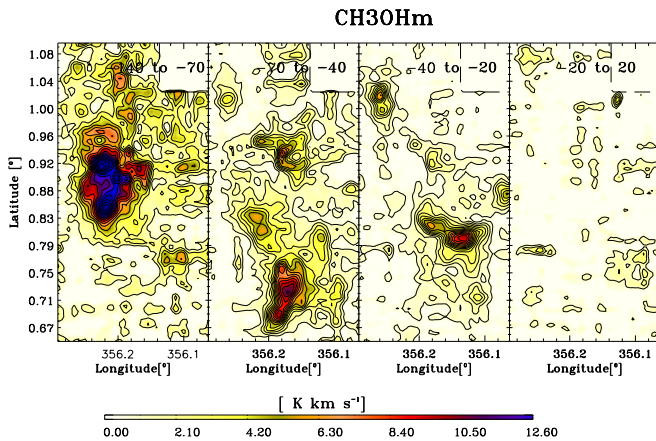 CH3OHm
-140 to -70
-70 to -40
-40 to -20
-20 to 20
1.08
1.04
1.00
0.96
0.92
0.88
0.83
0.79
0.75
0.71
0.67
Latitude [°]
356.2 356.1 356.2 356.1 356.2 356.1 356.2 356.1
Longitude[°] Longitude[°] Longitude[°] Longitude[°]
[ K km s⁻¹]
0.00 2.10 4.20 6.30 8.40 10.50 12.60